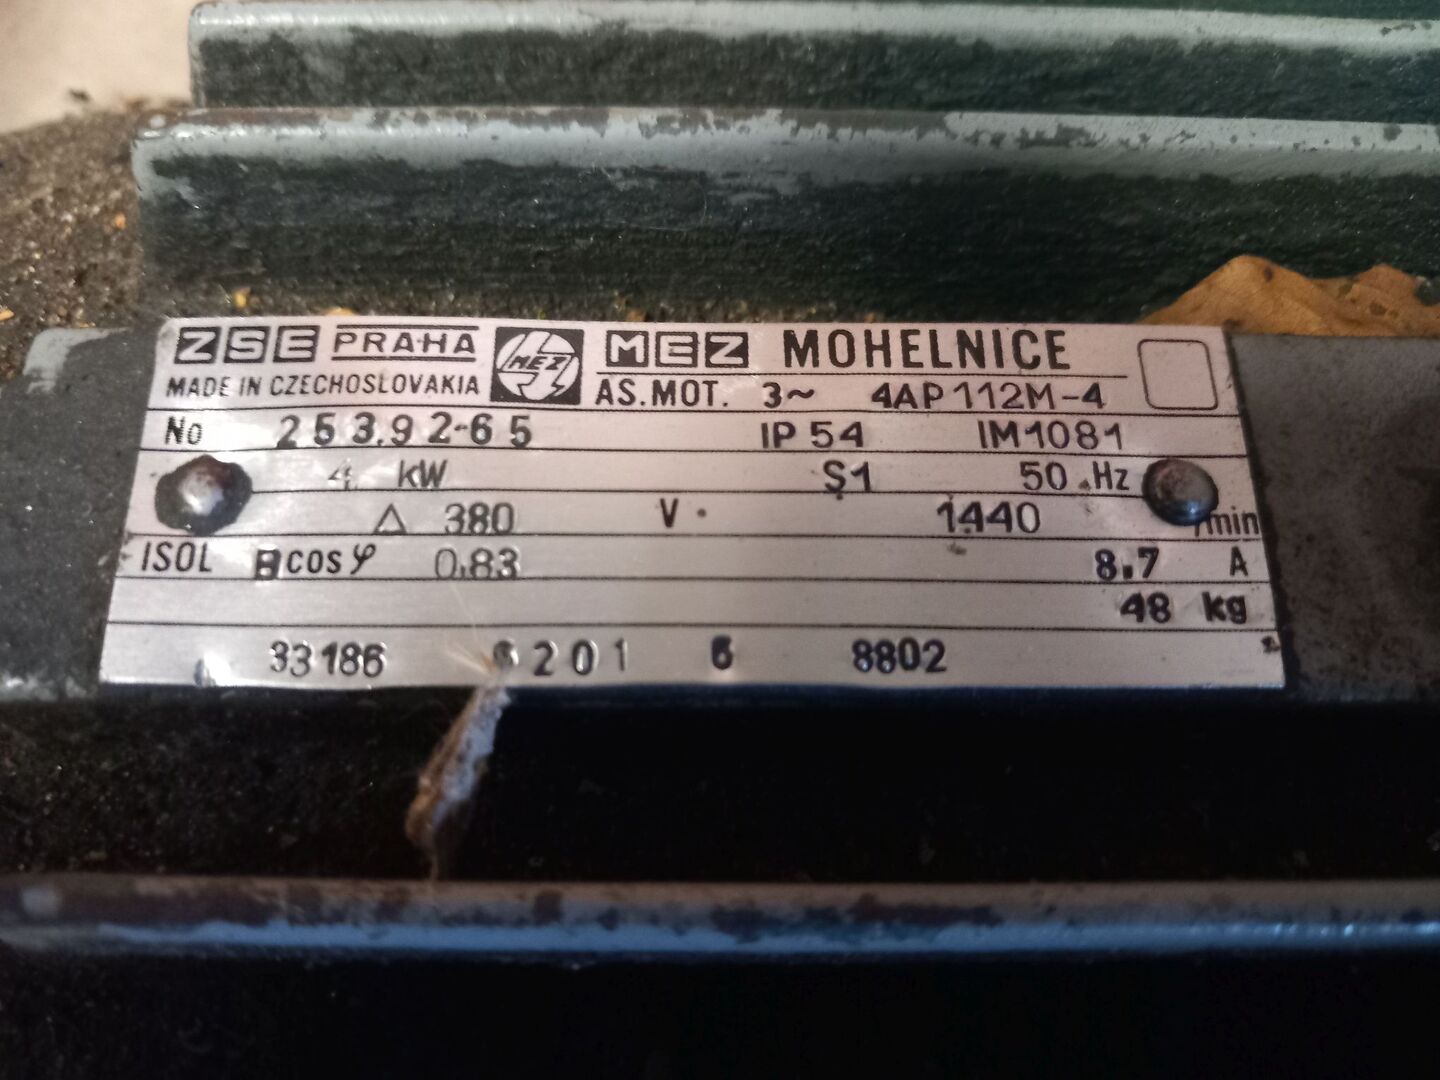 ZSE PRAHA MEZ MEZ MOHELNICE
MADE IN CZECHOSLOVAKIA AS. MOT. 3~ 4AP112M-4
No 253.92-65 IP 54 IM1081
4 kW S1 50 Hz
△ 380 V 1440 /min
ISOL B cos φ 0.83 8.7 A
48 kg
33186 6201 6 8802